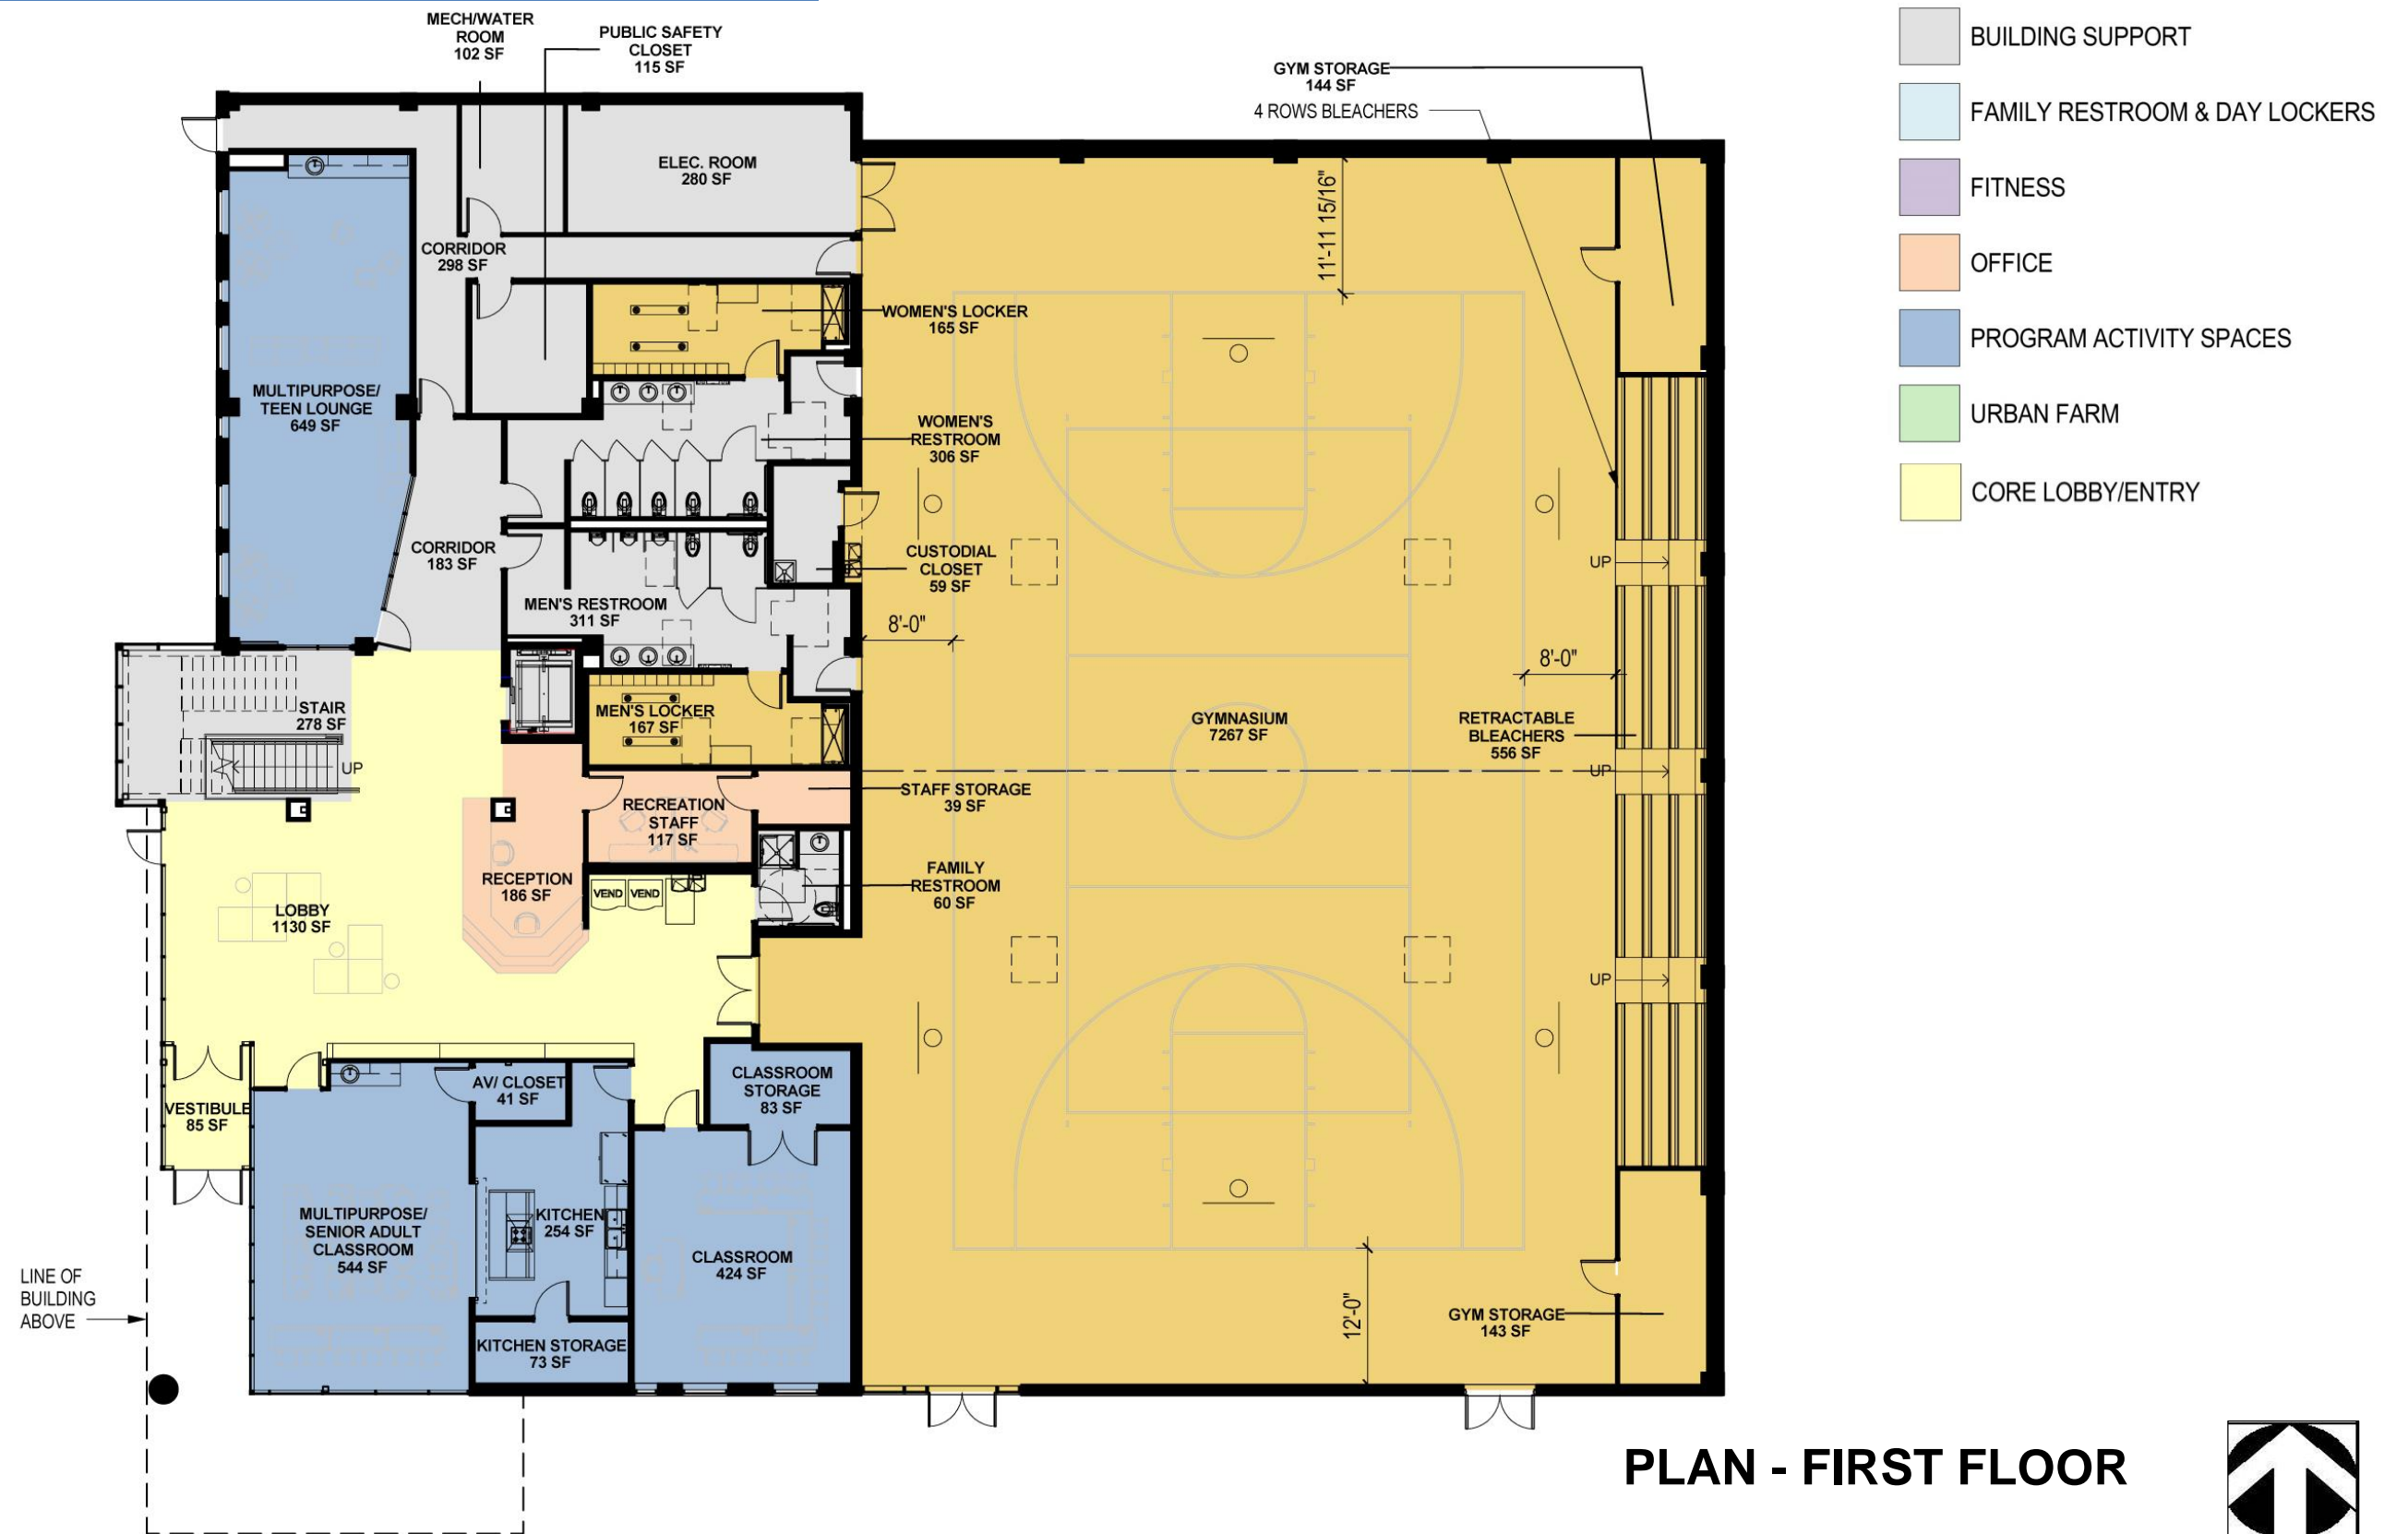 MECH/WATER
ROOM
102 SF
PUBLIC SAFETY
CLOSET
115 SF
GYM STORAGE
144 SF
4 ROWS BLEACHERS
BUILDING SUPPORT
FAMILY RESTROOM & DAY LOCKERS
FITNESS
OFFICE
PROGRAM ACTIVITY SPACES
URBAN FARM
CORE LOBBY/ENTRY
ELEC. ROOM
280 SF
11'-11 15/16"
CORRIDOR
298 SF
WOMEN'S LOCKER
165 SF
MULTIPURPOSE/
TEEN LOUNGE
649 SF
WOMEN'S
RESTROOM
306 SF
CORRIDOR
183 SF
CUSTODIAL
CLOSET
59 SF
UP
MEN'S RESTROOM
311 SF
8'-0"
8'-0"
STAIR
278 SF
UP
MEN'S LOCKER
167 SF
GYMNASIUM
7267 SF
RETRACTABLE
BLEACHERS
556 SF
UP
STAFF STORAGE
39 SF
RECREATION
STAFF
117 SF
RECEPTION
186 SF
VEND
VEND
FAMILY
RESTROOM
60 SF
LOBBY
1130 SF
UP
VESTIBULE
85 SF
AV/ CLOSET
41 SF
CLASSROOM
STORAGE
83 SF
MULTIPURPOSE/
SENIOR ADULT
CLASSROOM
544 SF
KITCHEN
254 SF
CLASSROOM
424 SF
LINE OF
BUILDING
ABOVE
KITCHEN STORAGE
73 SF
12'-0"
GYM STORAGE
143 SF
PLAN - FIRST FLOOR